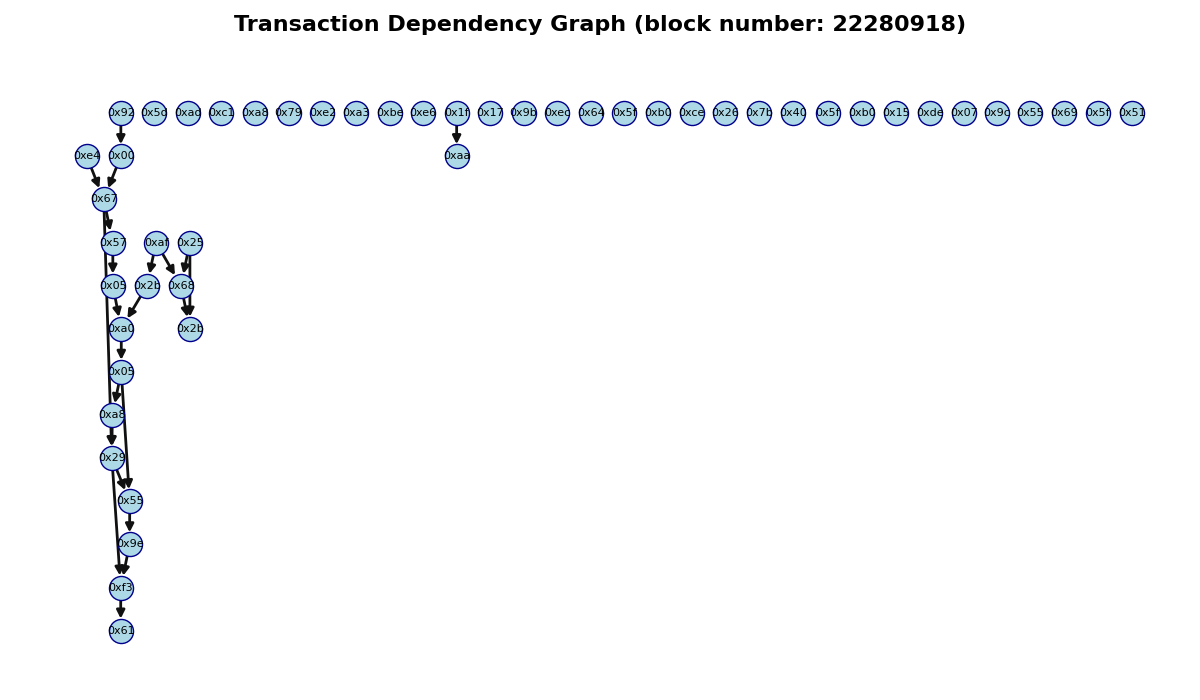 Transaction Dependency Graph (block number: 22280918)
0x92 0x5d 0xad 0xc1 0xa8 0x79 0xe2 0xa3 0xbe 0xe6 0x1f 0x17 0x9b 0xec 0x64 0x5f 0xb0 0xce 0x26 0x7b 0x40 0x5f 0xb0 0x15 0xde 0x07 0x9c 0x55 0x69 0x5f 0x51
0xe4 0x00 0xaa
0x67
0x57 0xaf 0x25
0x05 0x2b 0x68
0xa0 0x2b
0x05
0xa8
0x29
0x55
0x9e
0xf3
0x61